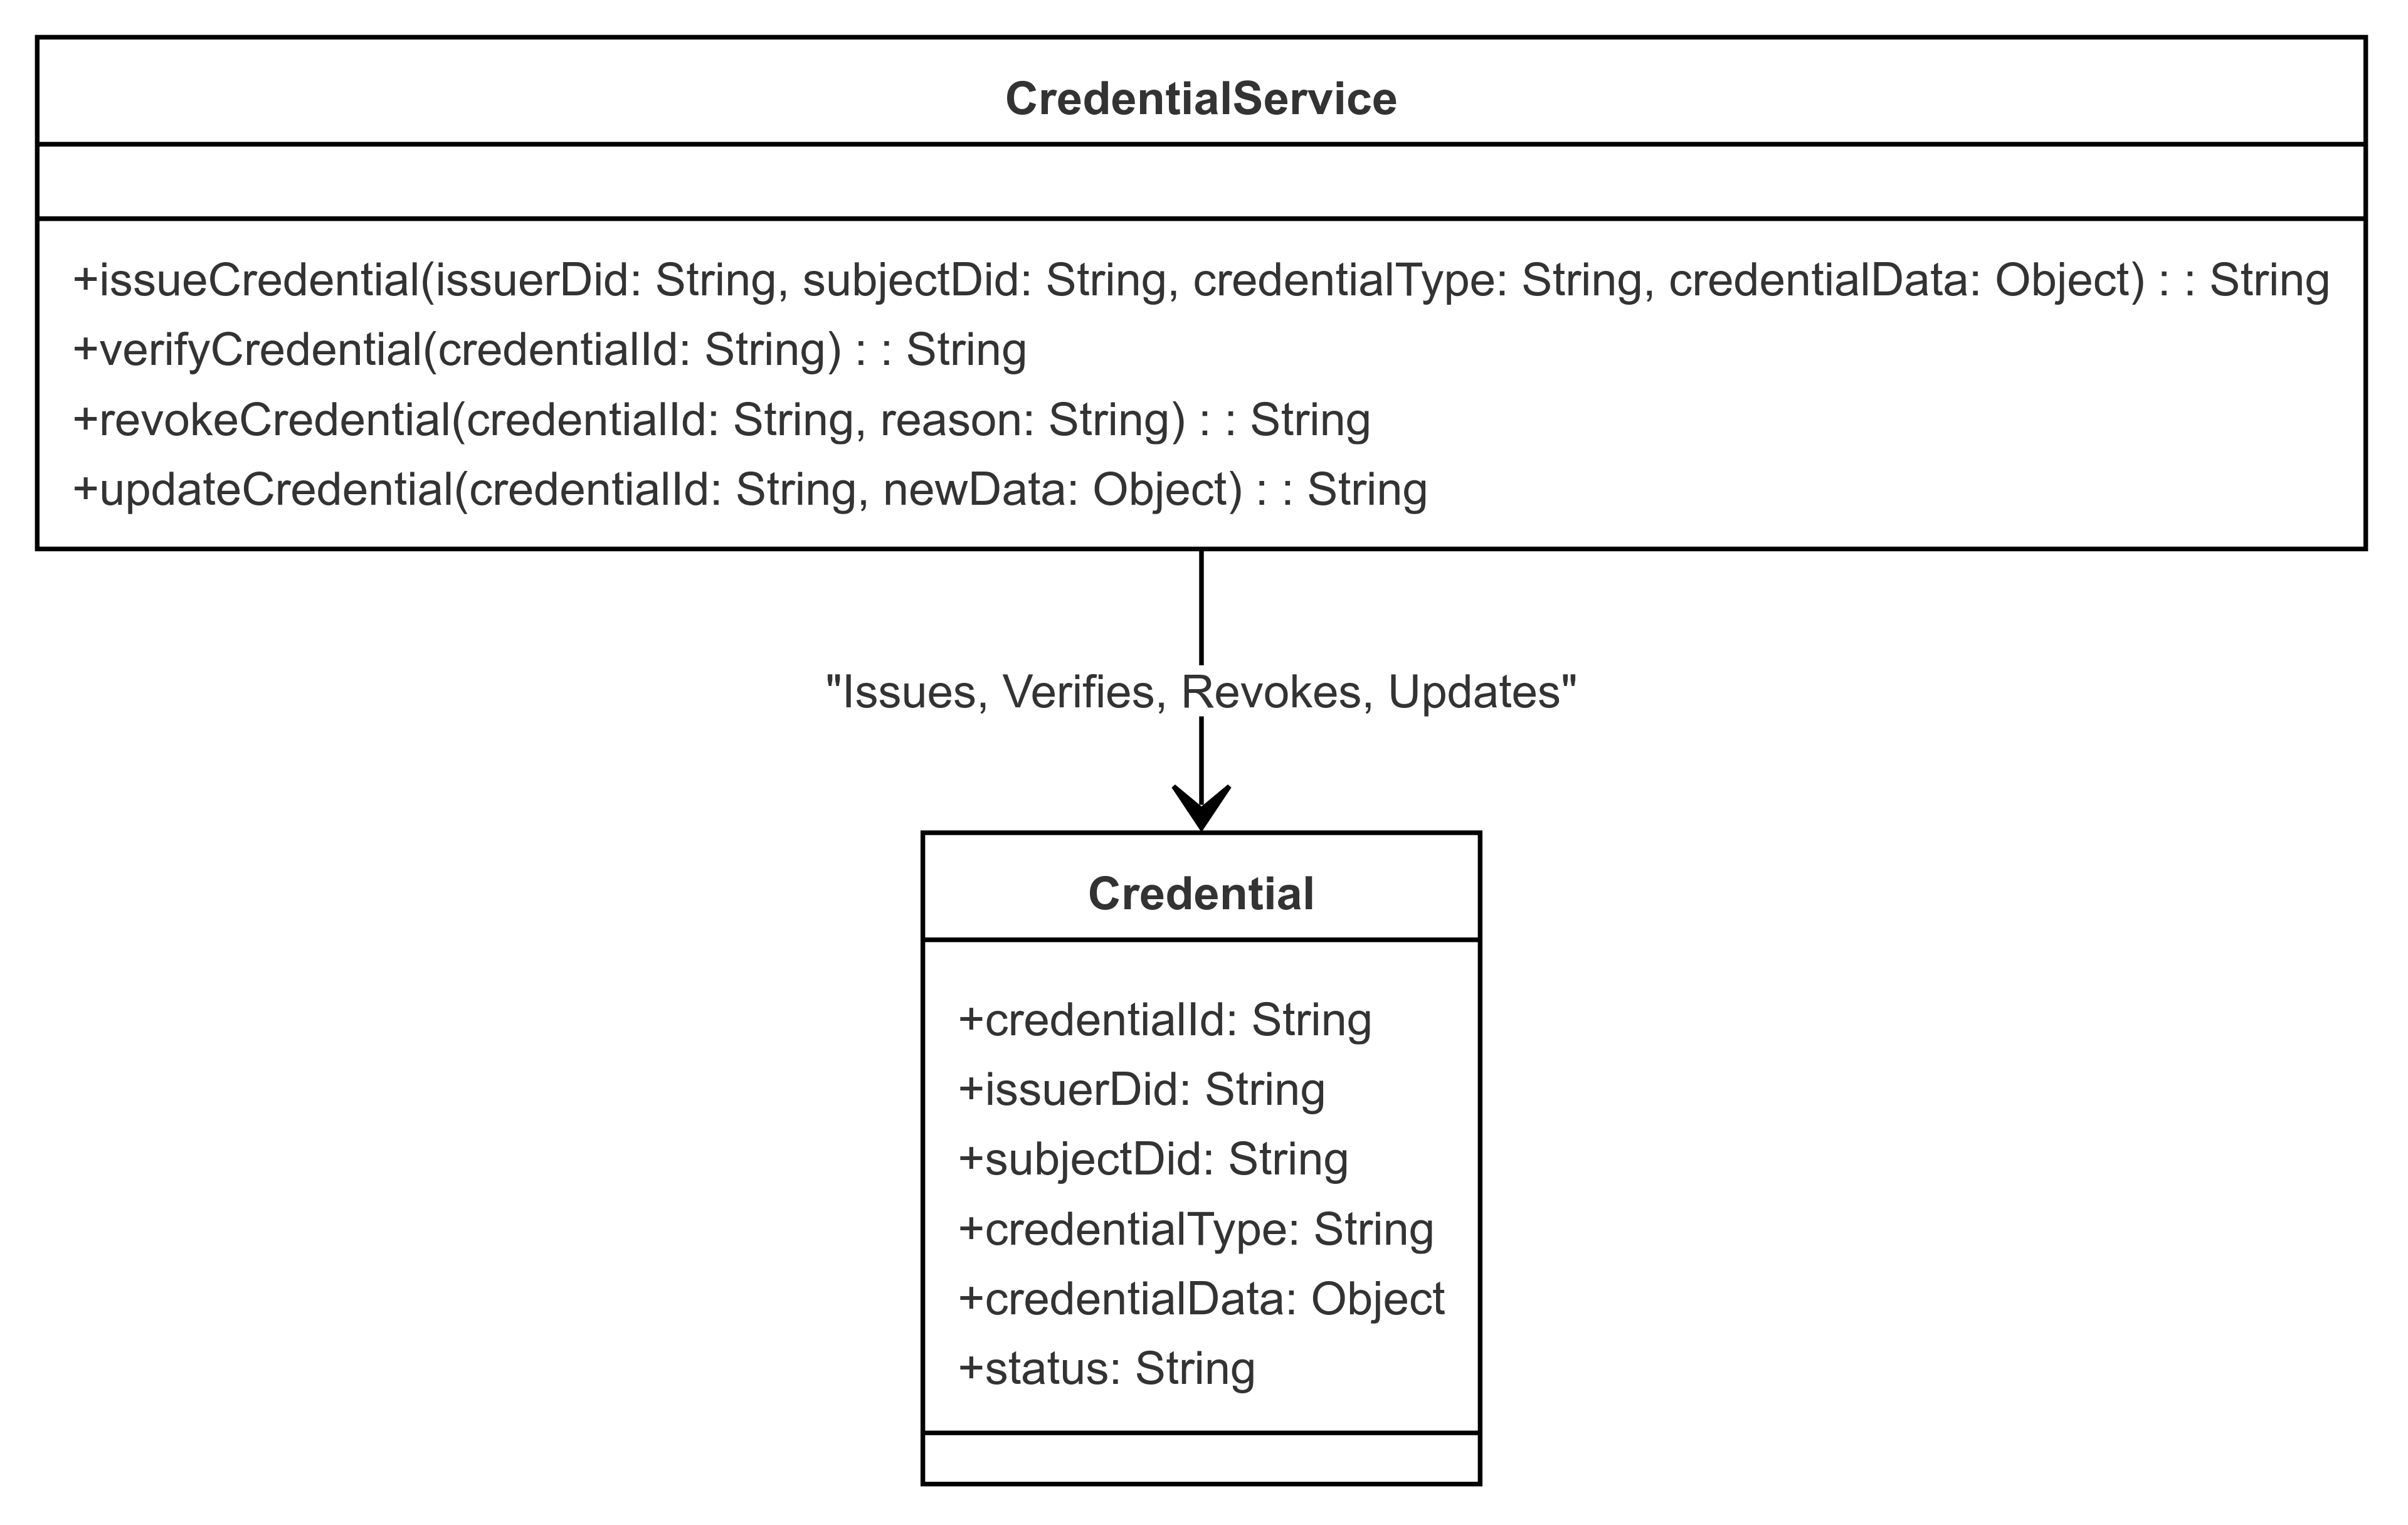 CredentialService
+issueCredential(issuerDid: String, subjectDid: String, credentialType: String, credentialData: Object) : : String
+verifyCredential(credentialId: String) : : String
+revokeCredential(credentialId: String, reason: String) : : String
+updateCredential(credentialId: String, newData: Object) : : String
"Issues, Verifies, Revokes, Updates"
Credential
+credentialId: String
+issuerDid: String
+subjectDid: String
+credentialType: String
+credentialData: Object
+status: String